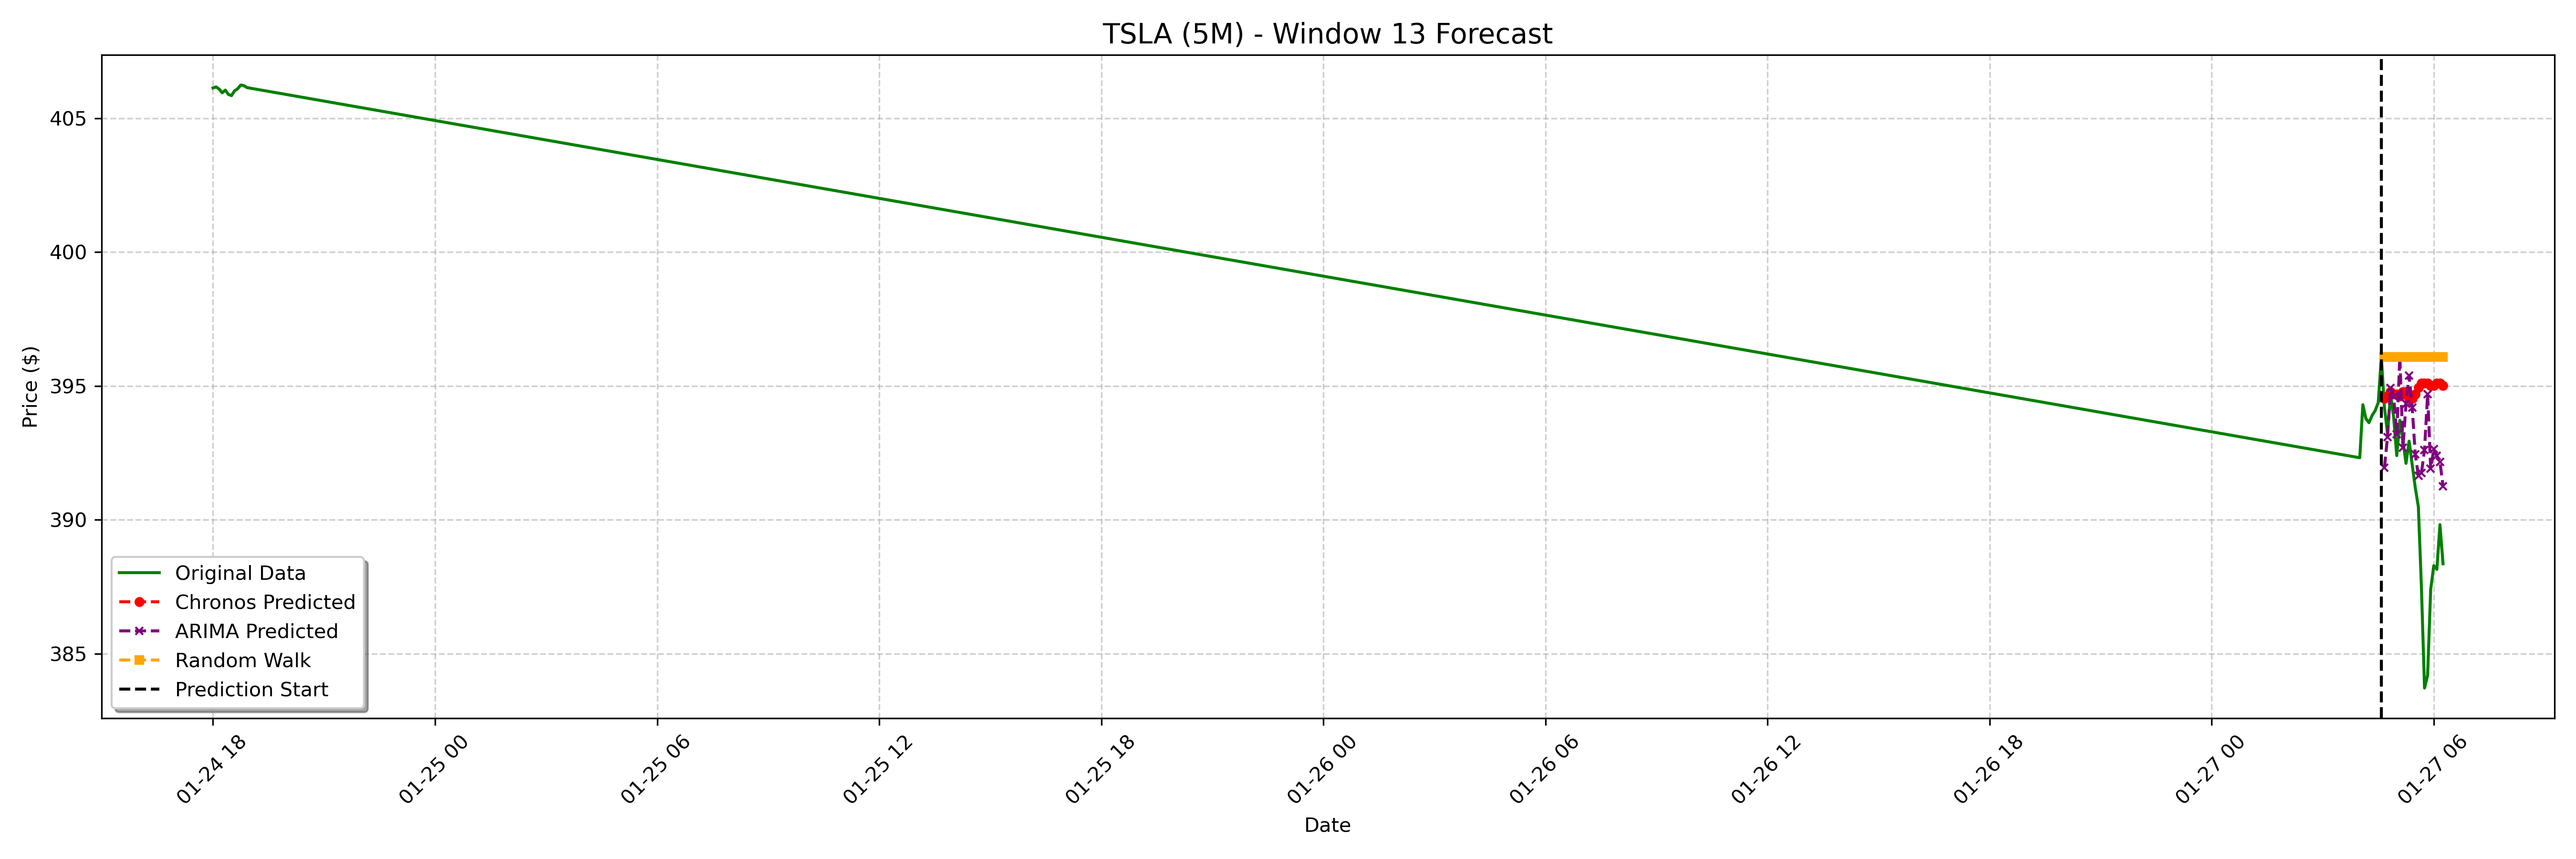 TSLA (5M) - Window 13 Forecast
Price ($)
405
400
395
390
385
Original Data
Chronos Predicted
ARIMA Predicted
Random Walk
Prediction Start
01-24 18
01-25 00
01-25 06
01-25 12
01-25 18
01-26 00
01-26 06
01-26 12
01-26 18
01-27 00
01-27 06
Date